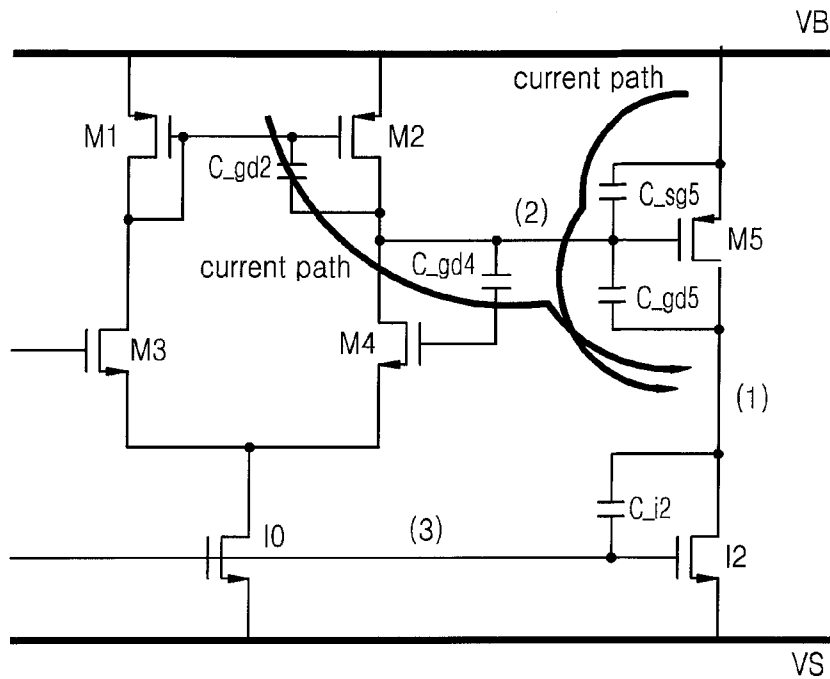 VB
current path
M1
M2
C_gd2
C_sg5
(2)
M5
current path
C_gd4
C_gd5
M3
M4
(1)
C_i2
I0
(3)
I2
VS